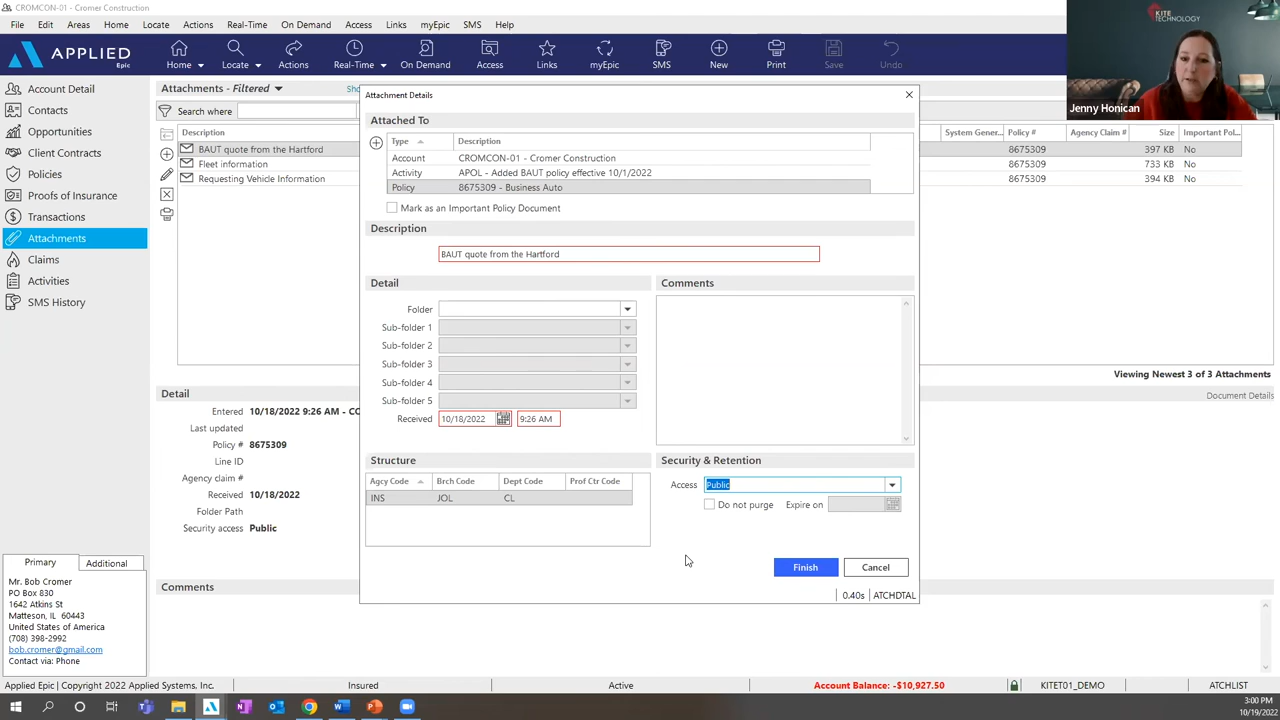 CROMCON-01 - Cromer Construction
File Edit Areas Home Locate Actions Real-Time On Demand Access Links myEpic SMS Help
APPLIED Epic
Home Locate Actions Real-Time On Demand Access Links myEpic SMS New Print Save Undo
KITE TECHNOLOGY
Jenny Honican
Account Detail
Contacts
Opportunities
Client Contracts
Policies
Proofs of Insurance
Transactions
Attachments
Claims
Activities
SMS History
Attachments - Filtered
Search where
Description System Gener... Policy # Agency Claim # Size Important Pol...
BAUT quote from the Hartford 8675309 397 KB No
Fleet information 8675309 733 KB No
Requesting Vehicle Information 8675309 394 KB No
Viewing Newest 3 of 3 Attachments
Detail
Document Details
Entered 10/18/2022 9:26 AM - CO
Last updated
Policy # 8675309
Line ID
Agency claim #
Received 10/18/2022
Folder Path
Security access Public
Comments
Attachment Details
Attached To
Type Description
Account CROMCON-01 - Cromer Construction
Activity APOL - Added BAUT policy effective 10/1/2022
Policy 8675309 - Business Auto
Mark as an Important Policy Document
Description
BAUT quote from the Hartford
Detail
Folder
Sub-folder 1
Sub-folder 2
Sub-folder 3
Sub-folder 4
Sub-folder 5
Received 10/18/2022 9:26 AM
Comments
Structure
Agcy Code Brch Code Dept Code Prof Ctr Code
INS JOL CL
Security & Retention
Access Public
Do not purge Expire on
Finish Cancel
0.40s ATCHDTAL
Primary Additional
Mr. Bob Cromer
PO Box 830
1642 Atkins St
Matteson, IL 60443
United States of America
(708) 398-2992
bob.cromer@gmail.com
Contact via: Phone
Applied Epic | Copyright 2022 Applied Systems, Inc. Insured Active Account Balance: -$10,927.50 KITET01_DEMO ATCHLIST
3:00 PM
10/19/2022